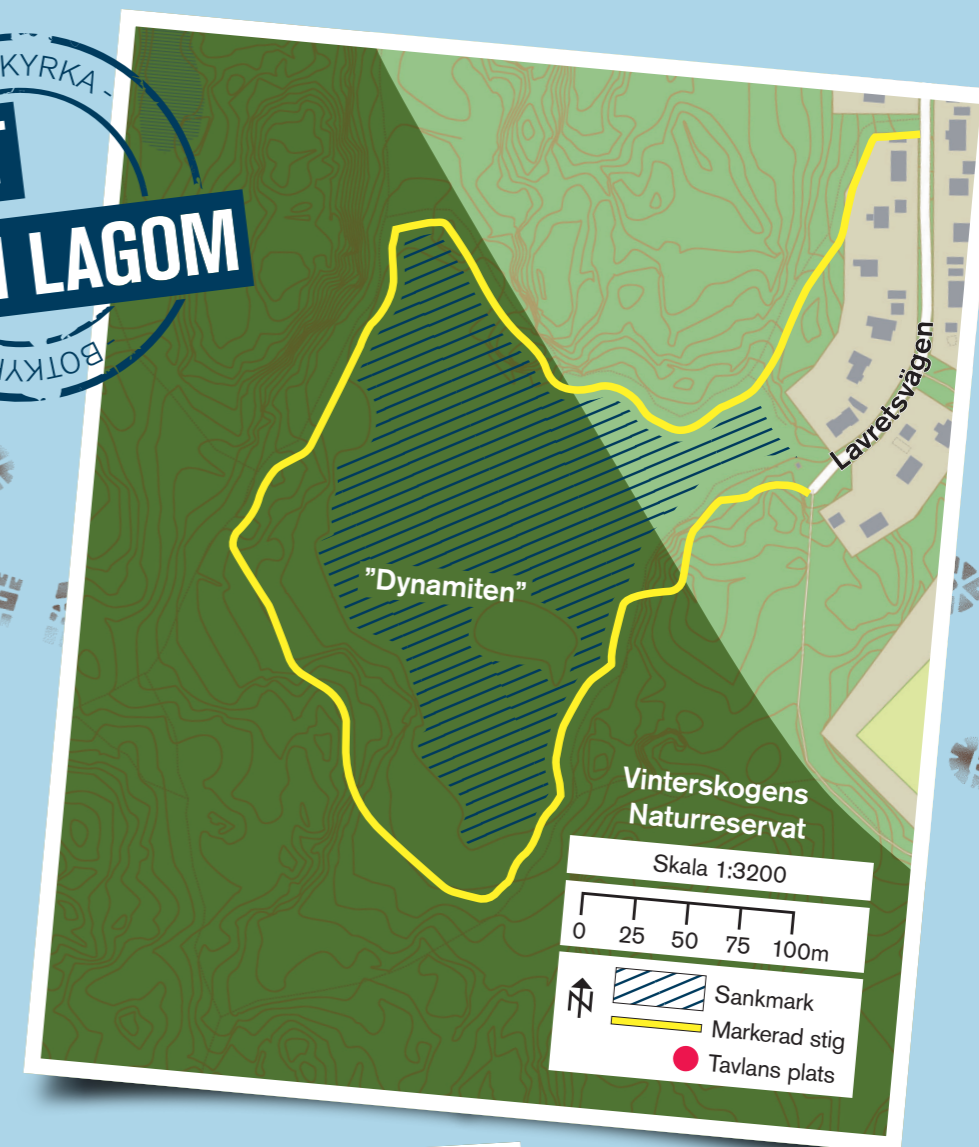 KYRKA -
LAGOM
BOTKY
Lavretsvägen
”Dynamiten”
Vinterskogens
Naturreservat
Skala 1:3200
0 25 50 75 100m
N
Sankmark
Markerad stig
Tavlans plats